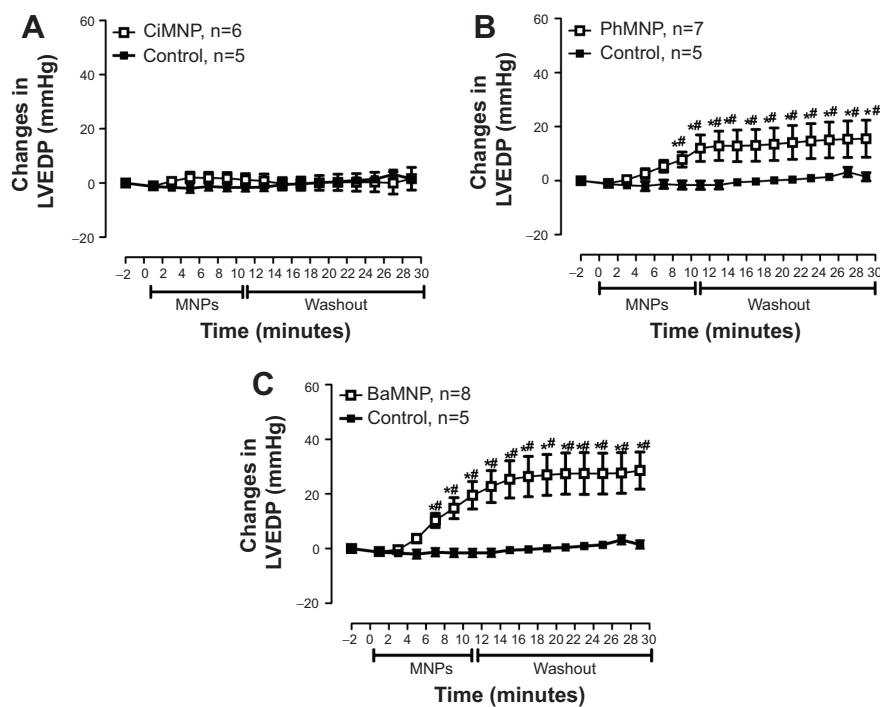 A
Changes in
LVEDP (mmHg)
60
40
20
0
–20
CiMNP, n=6
Control, n=5
–2 0 2 4 6 8 10 12 14 16 18 20 22 24 26 28 30
MNPs
Washout
Time (minutes)
B
Changes in
LVEDP (mmHg)
60
40
20
0
–20
PhMNP, n=7
Control, n=5
*# *# *# *# *# *# *# *# *# *# *#
–2 0 2 4 6 8 10 12 14 16 18 20 22 24 26 28 30
MNPs
Washout
Time (minutes)
C
Changes in
LVEDP (mmHg)
60
40
20
0
–20
BaMNP, n=8
Control, n=5
*# *# *# *# *# *# *# *# *# *# *# *#
–2 0 2 4 6 8 10 12 14 16 18 20 22 24 26 28 30
MNPs
Washout
Time (minutes)